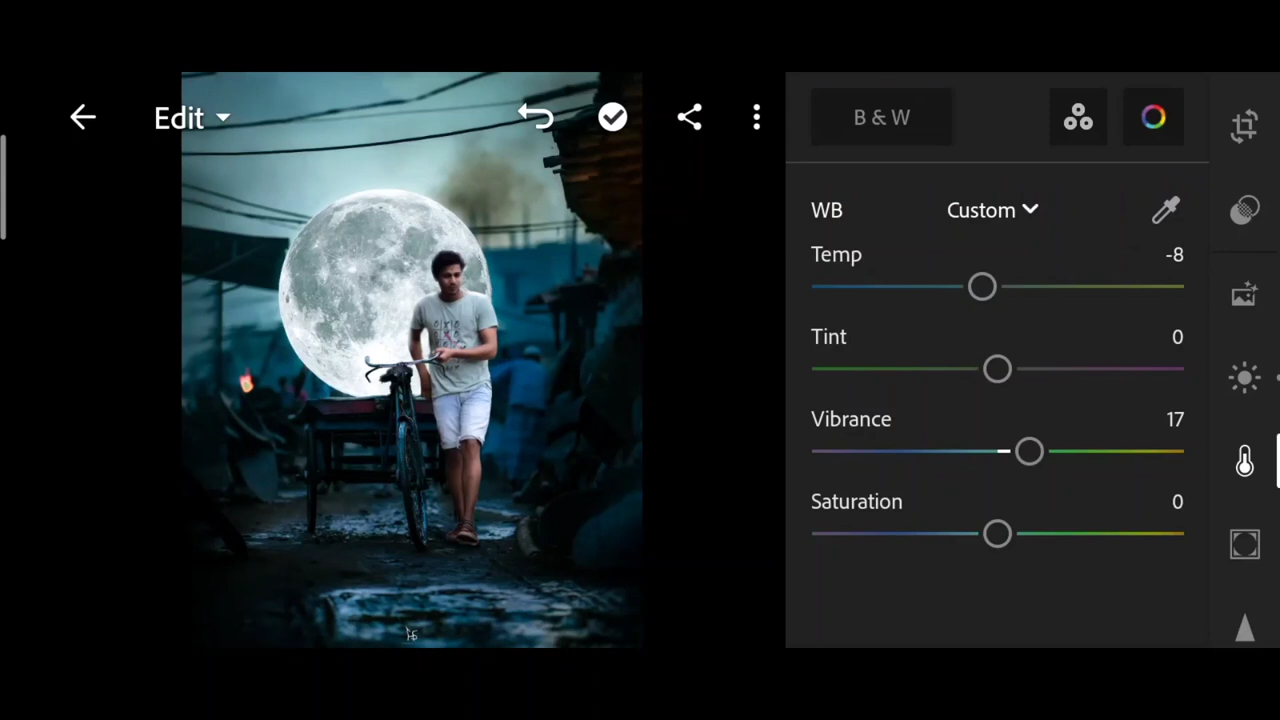 Edit
B & W
WB
Custom
Temp
-8
Tint
0
Vibrance
17
Saturation
0